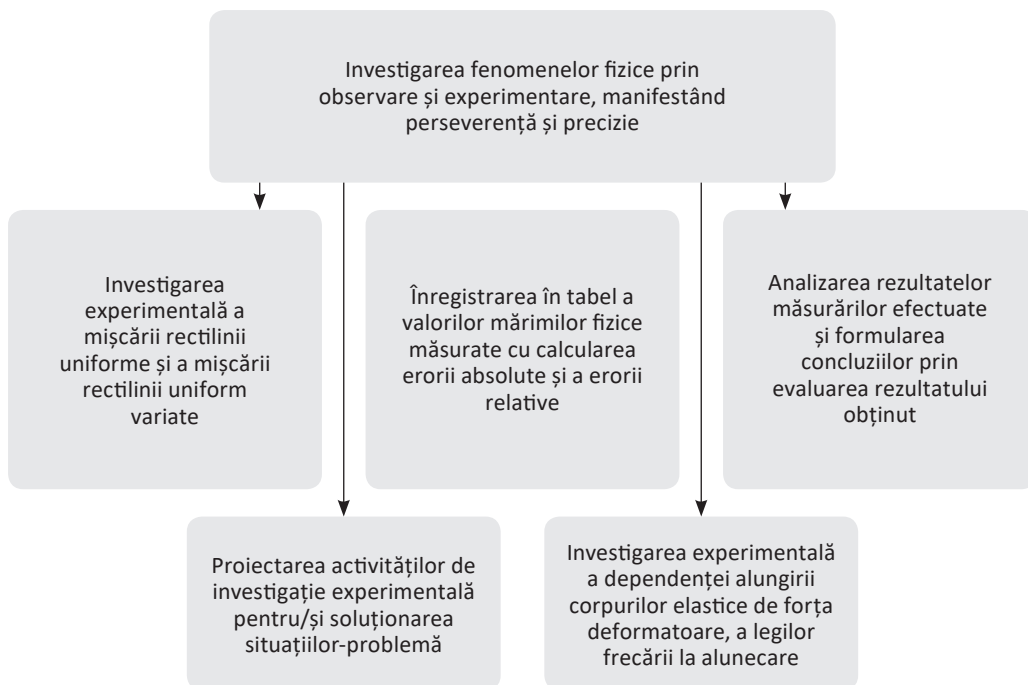 Investigarea fenomenelor fizice prin
observare și experimentare, manifestând
perseverență și precizie
Investigarea
experimentală a
mișcării rectilinii
uniforme și a mișcării
rectilinii uniform
variate
Înregistrarea în tabel a
valorilor mărimilor fizice
măsurate cu calcularea
erorii absolute și a erorii
relative
Analizarea rezultatelor
măsurărilor efectuate
și formularea
concluziilor prin
evaluarea rezultatului
obținut
Proiectarea activităților de
investigație experimentală
pentru/și soluționarea
situațiilor-problemă
Investigarea experimentală
a dependenței alungirii
corpurilor elastice de forța
deformatoare, a legilor
frecării la alunecare